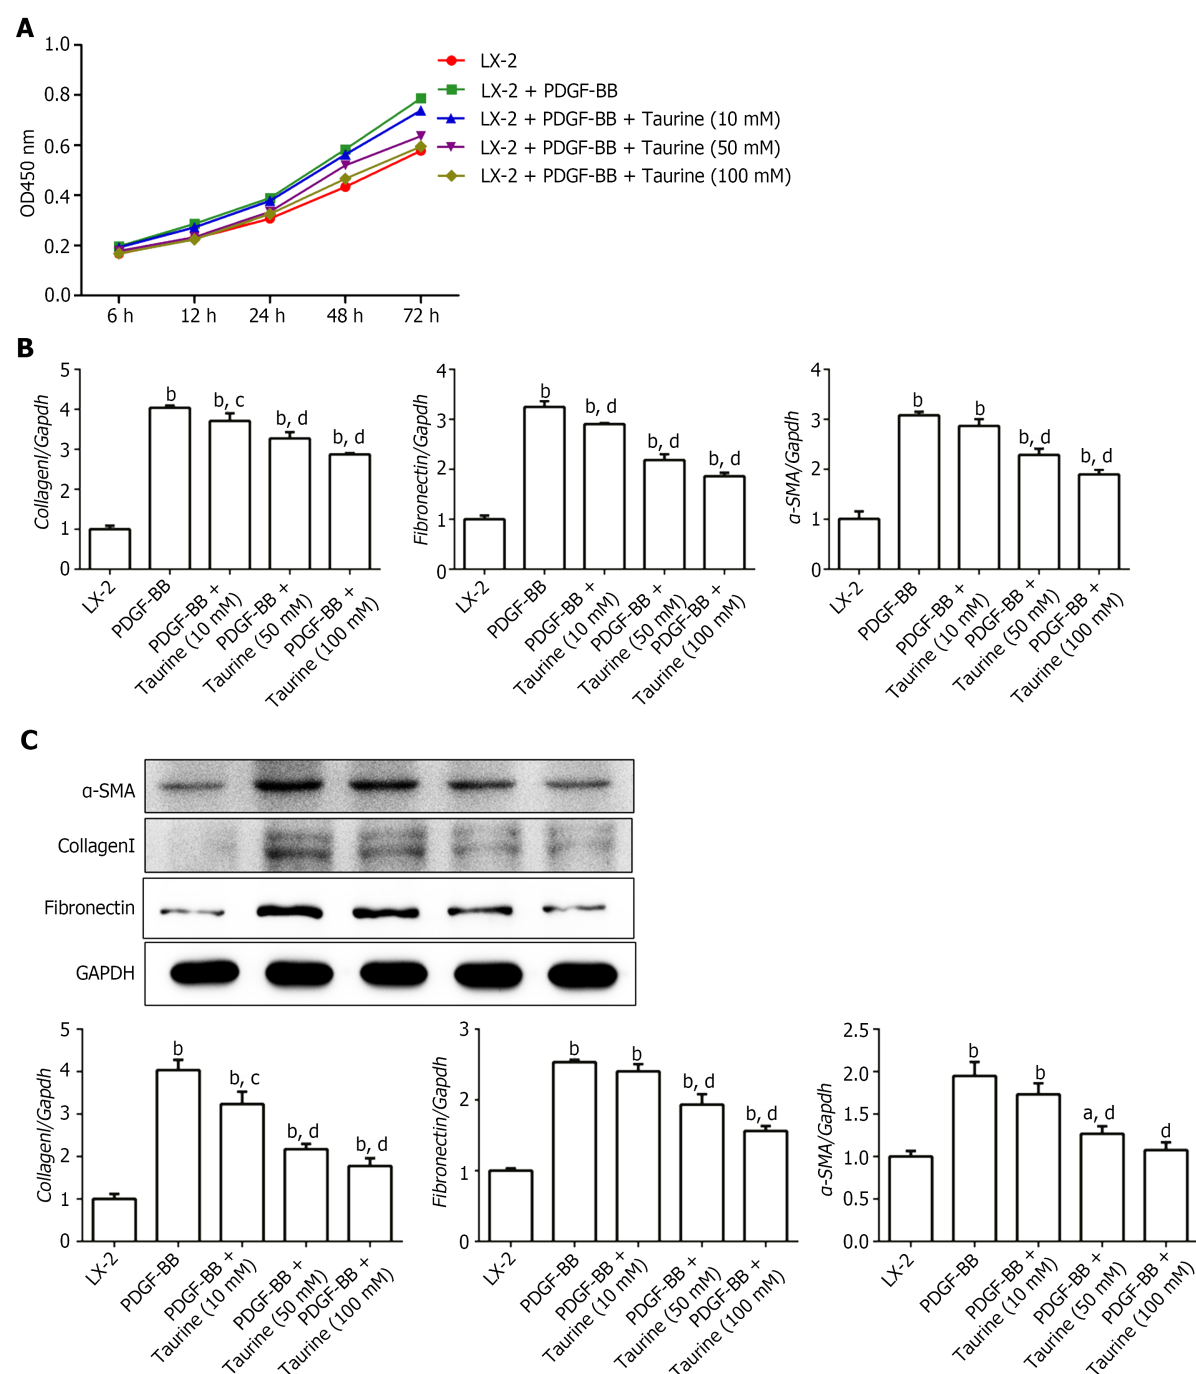 A
1.0
0.8
0.6
0.4
0.2
0.0
OD450 nm
6 h
12 h
24 h
48 h
72 h
LX-2
LX-2 + PDGF-BB
LX-2 + PDGF-BB + Taurine (10 mM)
LX-2 + PDGF-BB + Taurine (50 mM)
LX-2 + PDGF-BB + Taurine (100 mM)
B
CollagenI/Gapdh
5
4
3
2
1
0
b
b, c
b, d
b, d
LX-2
PDGF-BB
PDGF-BB +
Taurine (10 mM)
PDGF-BB +
Taurine (50 mM)
PDGF-BB +
Taurine (100 mM)
Fibronectin/Gapdh
4
3
2
1
0
b
b, d
b, d
b, d
LX-2
PDGF-BB
PDGF-BB +
Taurine (10 mM)
PDGF-BB +
Taurine (50 mM)
PDGF-BB +
Taurine (100 mM)
α-SMA/Gapdh
4
3
2
1
0
b
b
b, d
b, d
LX-2
PDGF-BB
PDGF-BB +
Taurine (10 mM)
PDGF-BB +
Taurine (50 mM)
PDGF-BB +
Taurine (100 mM)
C
α-SMA
CollagenI
Fibronectin
GAPDH
CollagenI/Gapdh
5
4
3
2
1
0
b
b, c
b, d
b, d
LX-2
PDGF-BB
PDGF-BB +
Taurine (10 mM)
PDGF-BB +
Taurine (50 mM)
PDGF-BB +
Taurine (100 mM)
Fibronectin/Gapdh
3
2
1
0
b
b
b, d
b, d
LX-2
PDGF-BB
PDGF-BB +
Taurine (10 mM)
PDGF-BB +
Taurine (50 mM)
PDGF-BB +
Taurine (100 mM)
α-SMA/Gapdh
2.5
2.0
1.5
1.0
0.5
0.0
b
b
a, d
d
LX-2
PDGF-BB
PDGF-BB +
Taurine (10 mM)
PDGF-BB +
Taurine (50 mM)
PDGF-BB +
Taurine (100 mM)